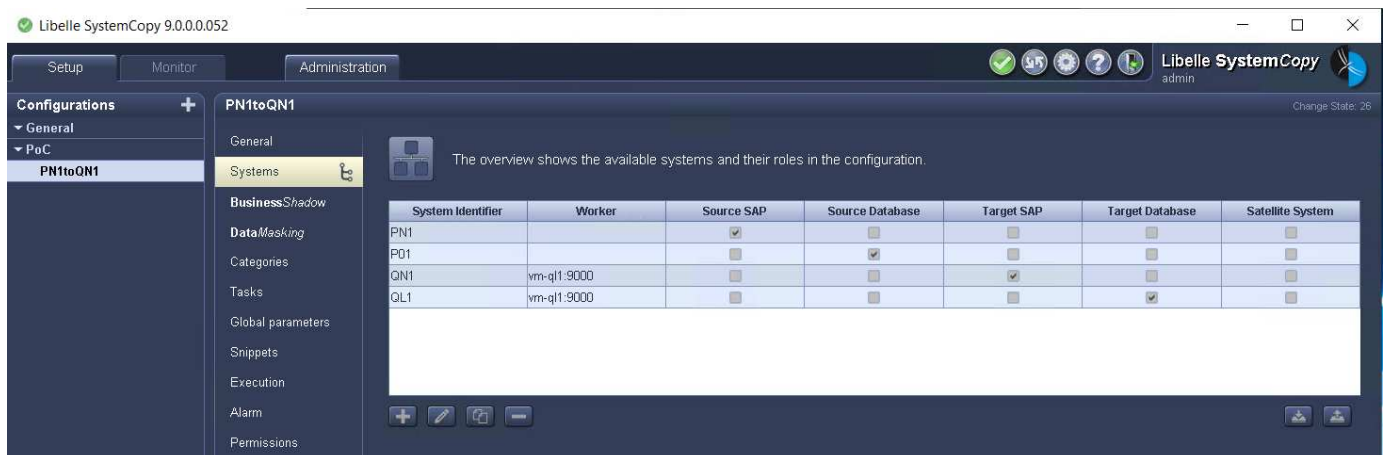 Libelle SystemCopy 9.0.0.0.052
Setup Monitor Administration
Libelle SystemCopy
admin
Configurations
PN1toQN1
Change State: 26
General
PoC
PN1toQN1
General
Systems
BusinessShadow
DataMasking
Categories
Tasks
Global parameters
Snippets
Execution
Alarm
Permissions
The overview shows the available systems and their roles in the configuration.
System Identifier Worker Source SAP Source Database Target SAP Target Database Satellite System
PN1
P01
QN1 vm-ql1:9000
QL1 vm-ql1:9000